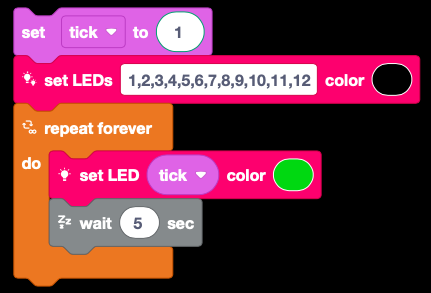 set tick to 1
set LEDs 1,2,3,4,5,6,7,8,9,10,11,12 color
repeat forever
do
set LED tick color
Zz wait 5 sec